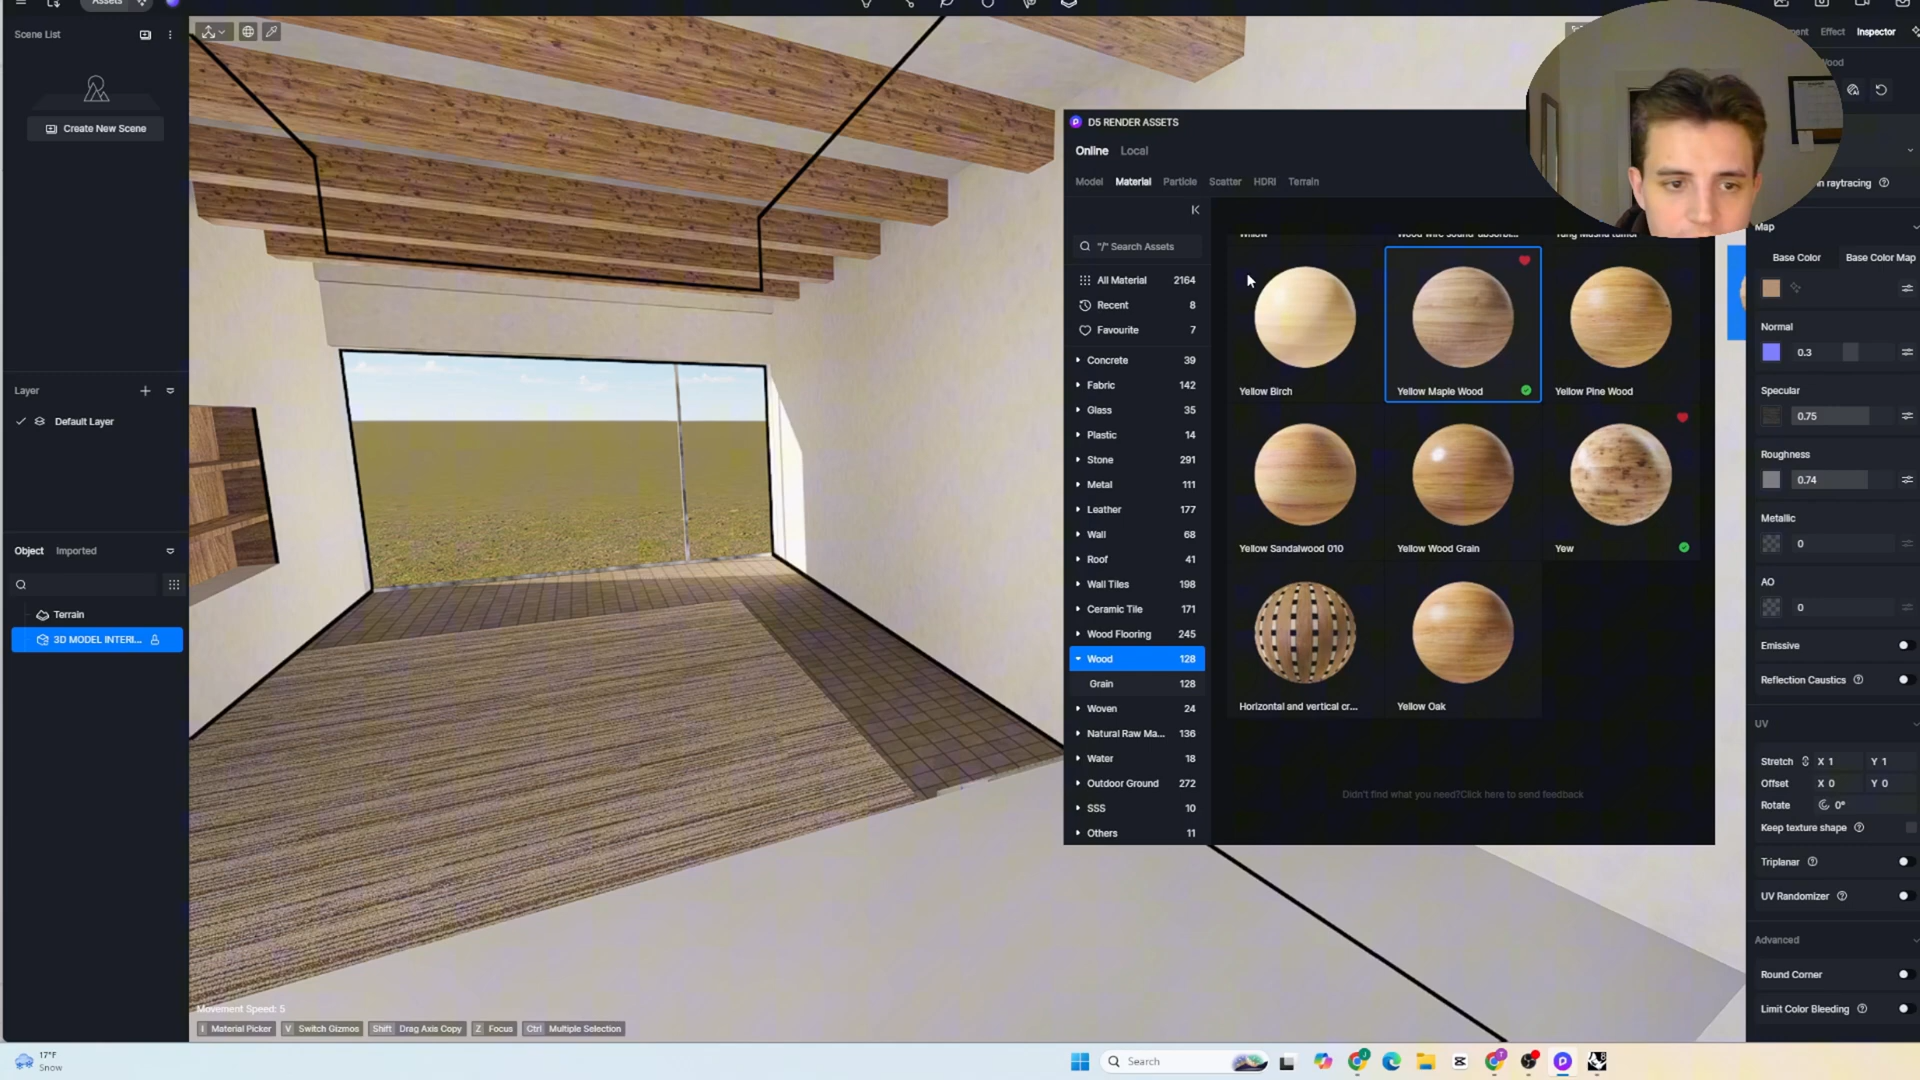 Assets
Scene List
Create New Scene
Layer
Default Layer
Object
Imported
Terrain
3D MODEL INTERI...
Movement Speed: 5
I Material Picker
V Switch Gizmos
Shift Drag Axis Copy
Z Focus
Ctrl Multiple Selection
D5 RENDER ASSETS
Online
Local
Model
Material
Particle
Scatter
HDRI
Terrain
"/" Search Assets
All Material 2164
Recent 8
Favourite 7
Concrete 39
Fabric 142
Glass 35
Plastic 14
Stone 291
Metal 111
Leather 177
Wall 68
Roof 41
Wall Tiles 198
Ceramic Tile 171
Wood Flooring 245
Wood 128
Grain 128
Woven 24
Natural Raw Ma... 136
Water 18
Outdoor Ground 272
SSS 10
Others 11
Yellow Birch
Yellow Maple Wood
Yellow Pine Wood
Yellow Sandalwood 010
Yellow Wood Grain
Yew
Horizontal and vertical cr...
Yellow Oak
Didn't find what you need?Click here to send feedback
Effect
Inspector
raytracing
Map
Base Color
Base Color Map
Normal
0.3
Specular
0.75
Roughness
0.74
Metallic
0
AO
0
Emissive
Reflection Caustics
UV
Stretch X 1 Y 1
Offset X 0 Y 0
Rotate 0°
Keep texture shape
Triplanar
UV Randomizer
Advanced
Round Corner
Limit Color Bleeding
17°F
Snow
Search